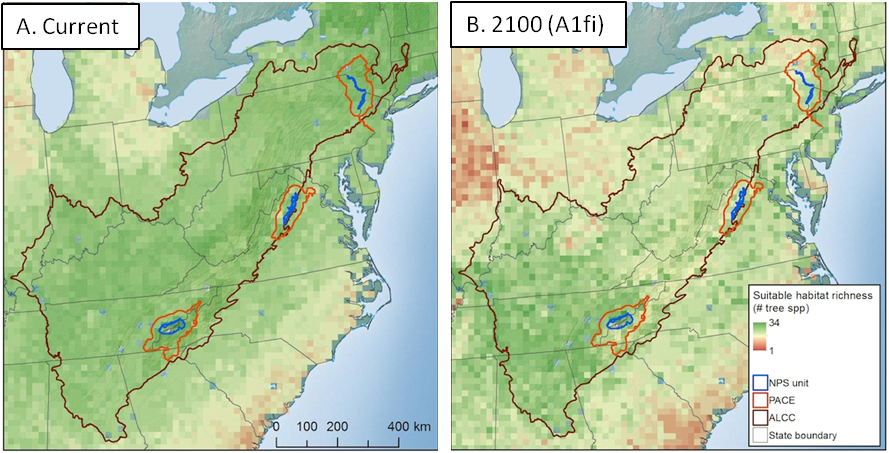 A. Current
B. 2100 (A1fi)
0 100 200 400 km
Suitable habitat richness
(# tree spp)
34
1
NPS unit
PACE
ALCC
State boundary